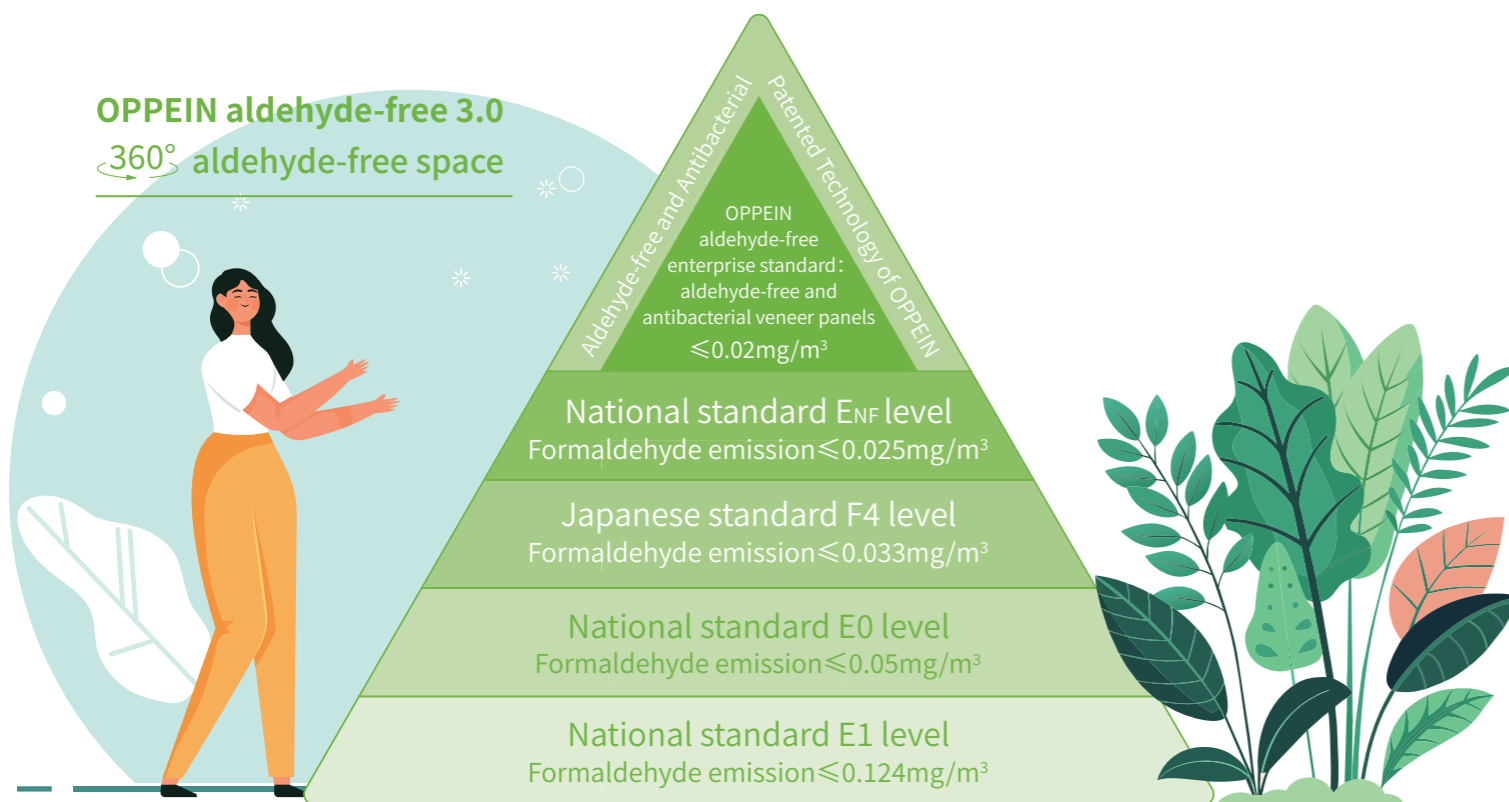 OPPEIN aldehyde-free 3.0
360° aldehyde-free space
Aldehyde-free and Antibacterial
Patented Technology of OPPEIN
OPPEIN
aldehyde-free
enterprise standard：
aldehyde-free and
antibacterial veneer panels
≤0.02mg/m³
National standard ENF level
Formaldehyde emission≤0.025mg/m³
Japanese standard F4 level
Formaldehyde emission≤0.033mg/m³
National standard E0 level
Formaldehyde emission≤0.05mg/m³
National standard E1 level
Formaldehyde emission≤0.124mg/m³